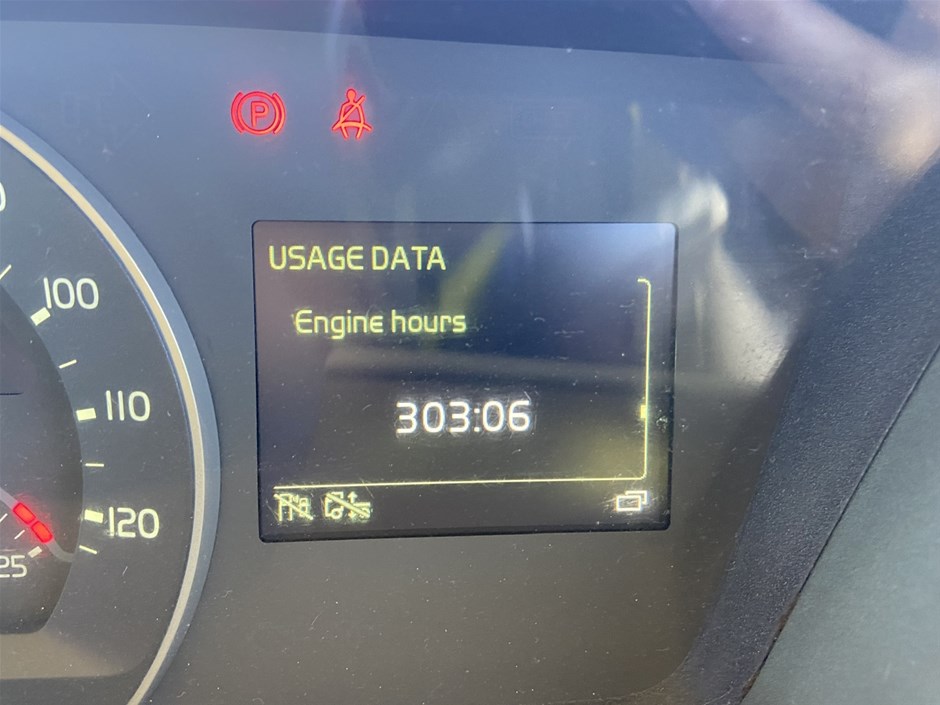 P
USAGE DATA
100
Engine hours
110
303:06
120
25